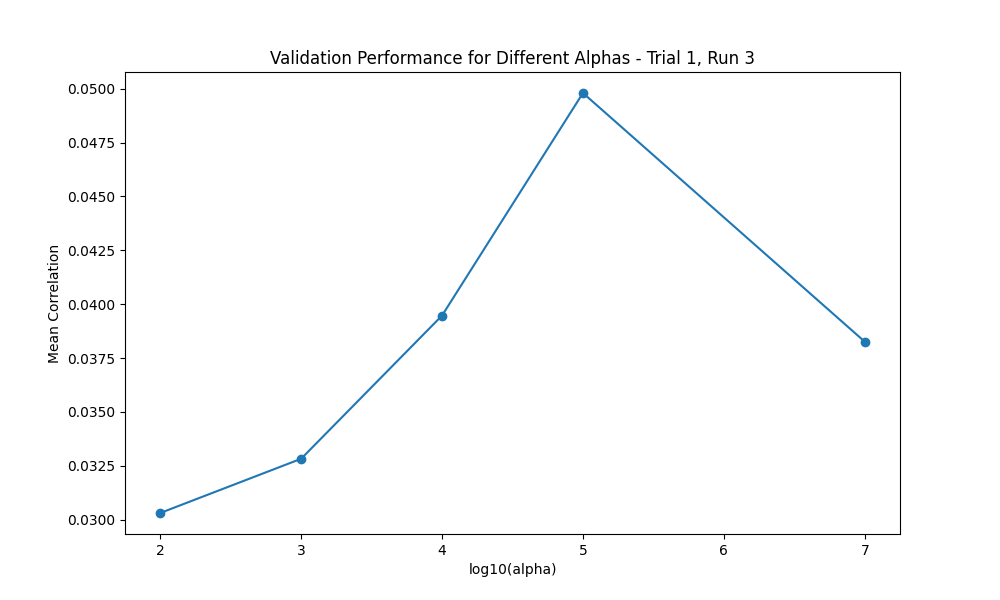 Validation Performance for Different Alphas - Trial 1, Run 3
0.0500
0.0475
0.0450
0.0425
0.0400
0.0375
0.0350
0.0325
0.0300
Mean Correlation
2 3 4 5 6 7
log10(alpha)